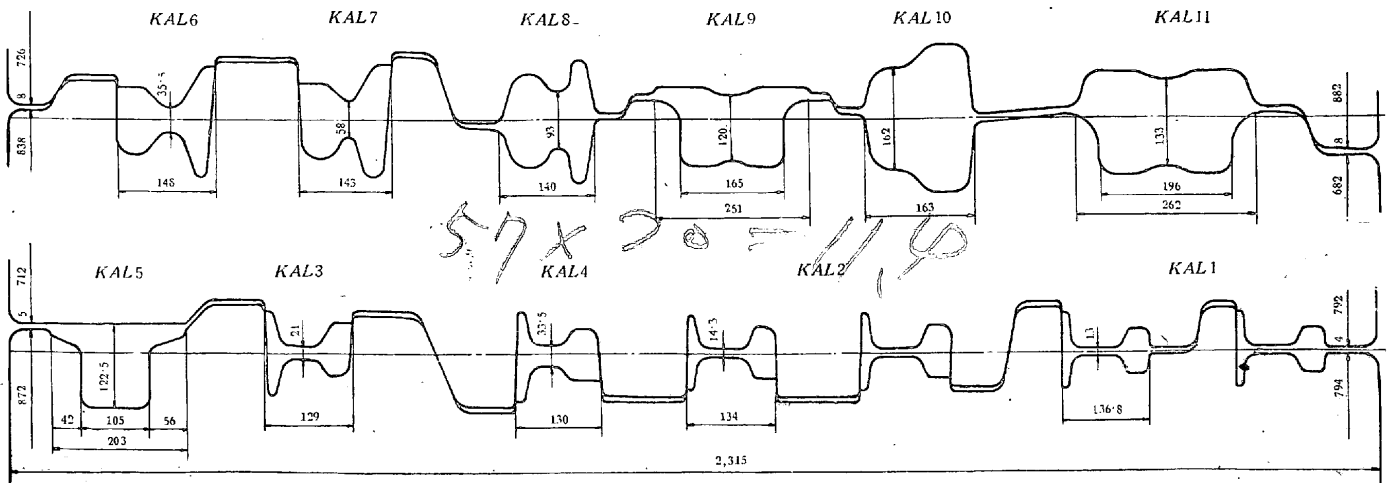 KAL6 KAL7 KAL8 KAL9 KAL10 KAL11
726 8 838 35·5 58 93 120 162 133 882 8 682
148 143 140 165 196
261 163 262
KAL5 KAL3 KAL4 KAL2 KAL1
712 5 872 122·5 21 33·5 14·3 13 792 4 794
42 105 56 129 130 134 136·8
203
2,315